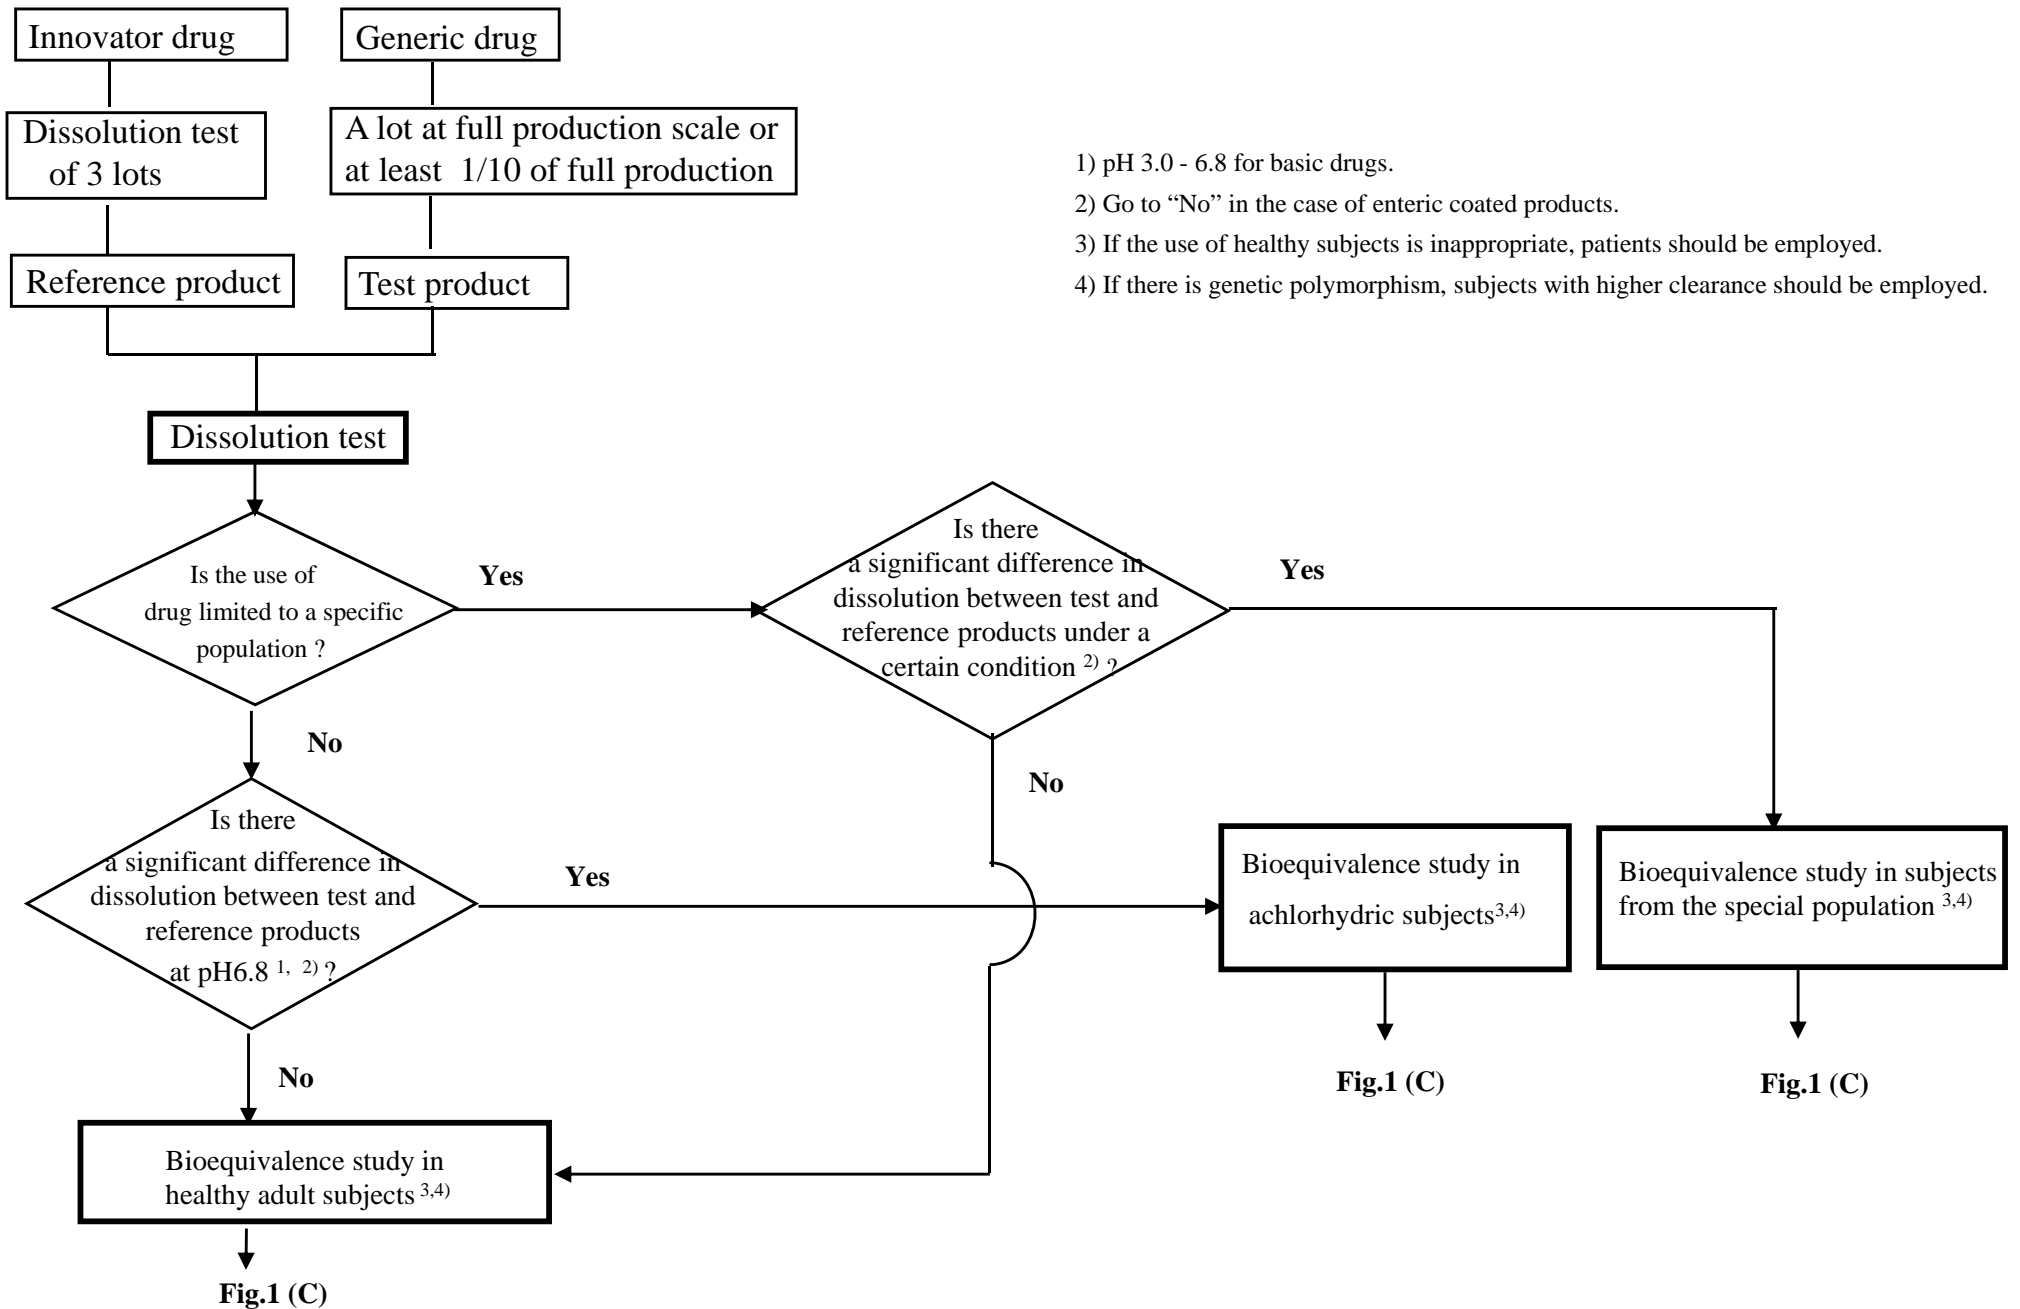 Innovator drug
Generic drug
Dissolution test
of 3 lots
A lot at full production scale or
at least 1/10 of full production
1) pH 3.0 - 6.8 for basic drugs.
2) Go to “No” in the case of enteric coated products.
3) If the use of healthy subjects is inappropriate, patients should be employed.
4) If there is genetic polymorphism, subjects with higher clearance should be employed.
Reference product
Test product
Dissolution test
Is the use of
drug limited to a specific
population ?
Yes
Is there
a significant difference in
dissolution between test and
reference products under a
certain condition 2) ?
Yes
No
No
Is there
a significant difference in
dissolution between test and
reference products
at pH6.8 1, 2) ?
Yes
Bioequivalence study in
achlorhydric subjects3,4)
Bioequivalence study in subjects
from the special population 3,4)
No
Fig.1 (C)
Fig.1 (C)
Bioequivalence study in
healthy adult subjects 3,4)
Fig.1 (C)